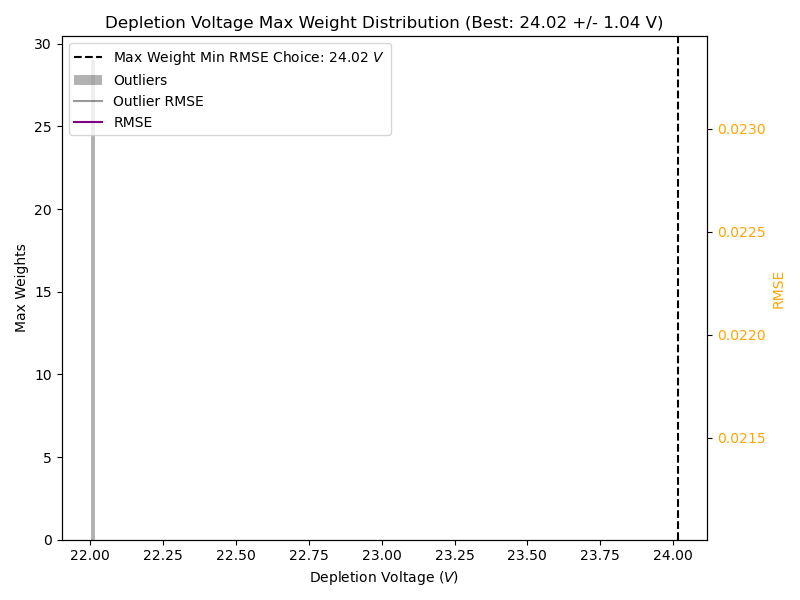 Depletion Voltage Max Weight Distribution (Best: 24.02 +/- 1.04 V)
Max Weight Min RMSE Choice: 24.02 V
Outliers
Outlier RMSE
RMSE
30
25
20
15
10
5
0
Max Weights
0.0230
0.0225
0.0220
0.0215
RMSE
22.00 22.25 22.50 22.75 23.00 23.25 23.50 23.75 24.00
Depletion Voltage (V)